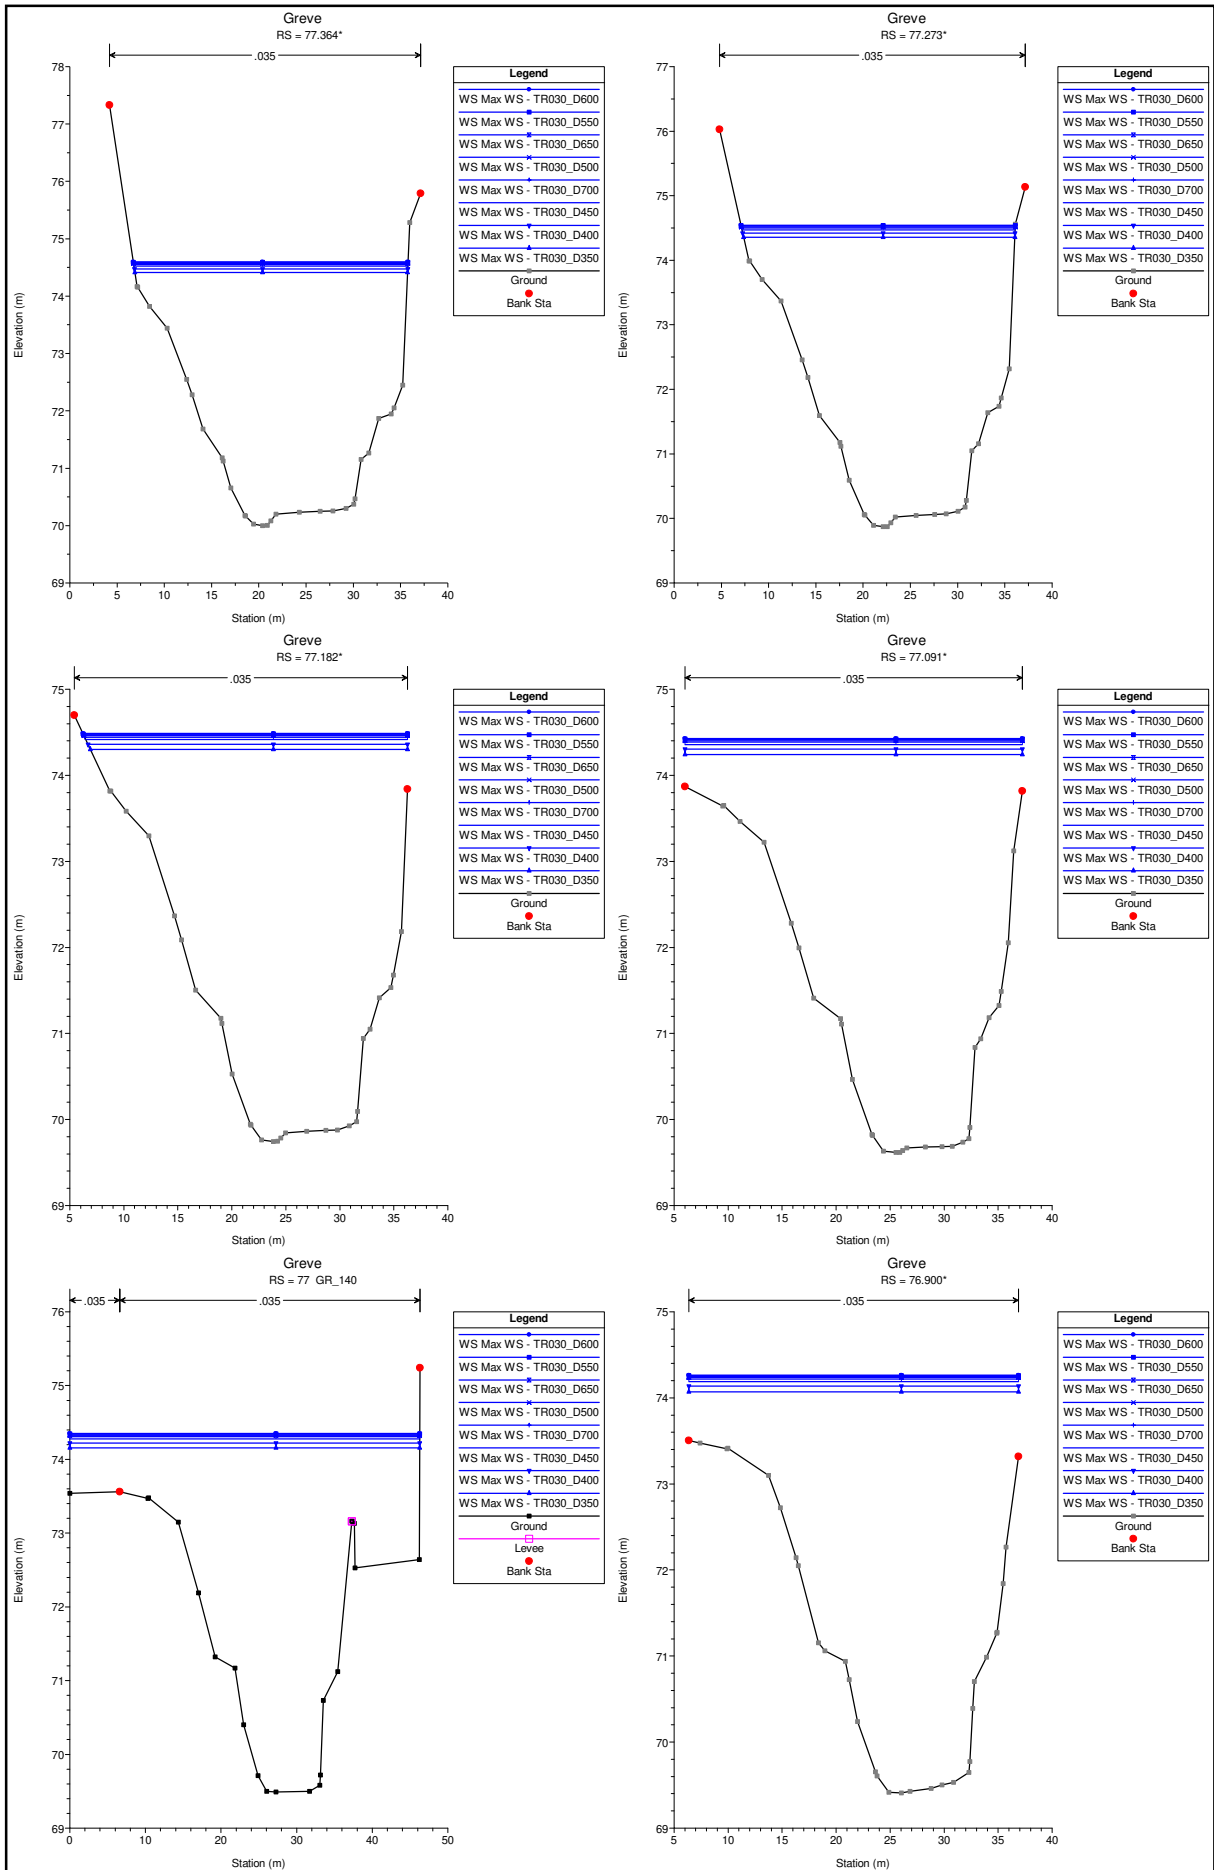 Greve
RS = 77.364*
.035
78
77
76
75
74
73
72
71
70
69
0 5 10 15 20 25 30 35 40
Station (m)
Elevation (m)
Legend
WS Max WS - TR030_D600
WS Max WS - TR030_D550
WS Max WS - TR030_D650
WS Max WS - TR030_D500
WS Max WS - TR030_D700
WS Max WS - TR030_D450
WS Max WS - TR030_D400
WS Max WS - TR030_D350
Ground
Bank Sta
Greve
RS = 77.273*
.035
77
76
75
74
73
72
71
70
69
0 5 10 15 20 25 30 35 40
Station (m)
Elevation (m)
Legend
WS Max WS - TR030_D600
WS Max WS - TR030_D550
WS Max WS - TR030_D650
WS Max WS - TR030_D500
WS Max WS - TR030_D700
WS Max WS - TR030_D450
WS Max WS - TR030_D400
WS Max WS - TR030_D350
Ground
Bank Sta
Greve
RS = 77.182*
.035
75
74
73
72
71
70
69
5 10 15 20 25 30 35 40
Station (m)
Elevation (m)
Legend
WS Max WS - TR030_D600
WS Max WS - TR030_D550
WS Max WS - TR030_D650
WS Max WS - TR030_D500
WS Max WS - TR030_D700
WS Max WS - TR030_D450
WS Max WS - TR030_D400
WS Max WS - TR030_D350
Ground
Bank Sta
Greve
RS = 77.091*
.035
75
74
73
72
71
70
69
5 10 15 20 25 30 35 40
Station (m)
Elevation (m)
Legend
WS Max WS - TR030_D600
WS Max WS - TR030_D550
WS Max WS - TR030_D650
WS Max WS - TR030_D500
WS Max WS - TR030_D700
WS Max WS - TR030_D450
WS Max WS - TR030_D400
WS Max WS - TR030_D350
Ground
Bank Sta
Greve
RS = 77 GR_140
.035 .035
76
75
74
73
72
71
70
69
0 10 20 30 40 50
Station (m)
Elevation (m)
Legend
WS Max WS - TR030_D600
WS Max WS - TR030_D550
WS Max WS - TR030_D650
WS Max WS - TR030_D500
WS Max WS - TR030_D700
WS Max WS - TR030_D450
WS Max WS - TR030_D400
WS Max WS - TR030_D350
Ground
Levee
Bank Sta
Greve
RS = 76.900*
.035
75
74
73
72
71
70
69
5 10 15 20 25 30 35 40
Station (m)
Elevation (m)
Legend
WS Max WS - TR030_D600
WS Max WS - TR030_D550
WS Max WS - TR030_D650
WS Max WS - TR030_D500
WS Max WS - TR030_D700
WS Max WS - TR030_D450
WS Max WS - TR030_D400
WS Max WS - TR030_D350
Ground
Bank Sta